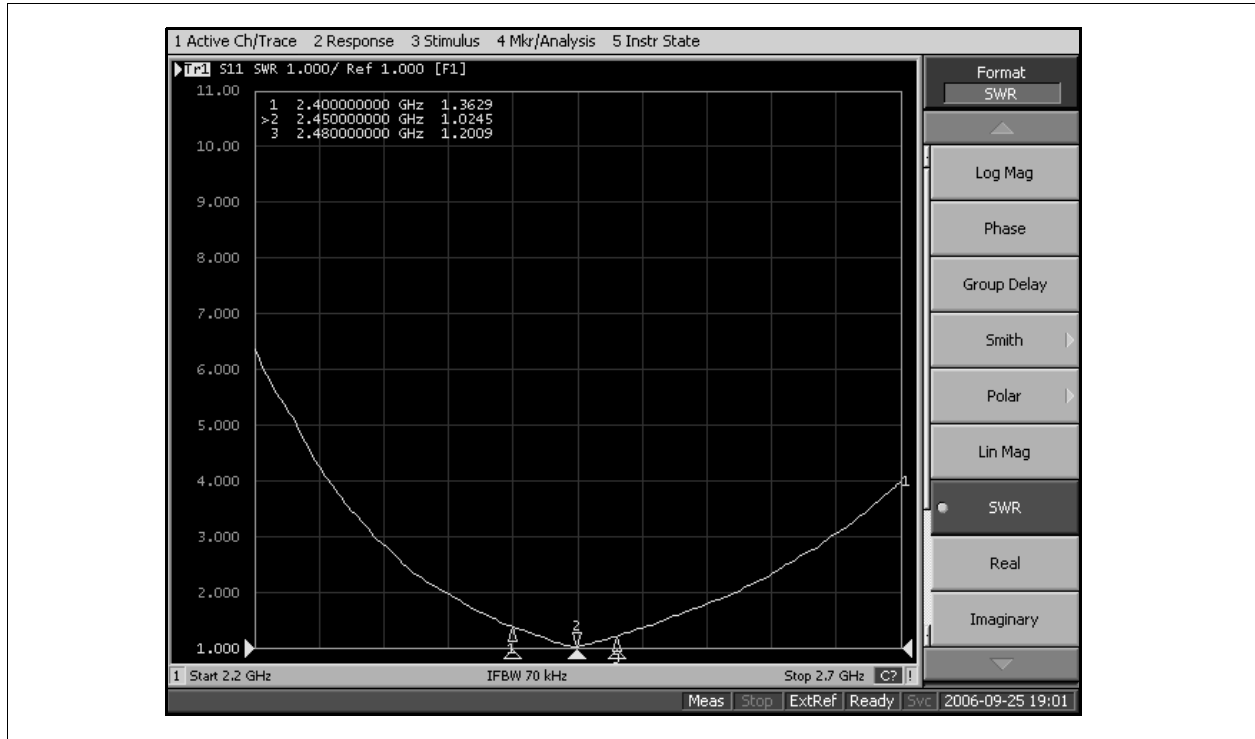 1 Active Ch/Trace 2 Response 3 Stimulus 4 Mkr/Analysis 5 Instr State
Tr1 S11 SWR 1.000/ Ref 1.000 [F1]
11.00
1 2.400000000 GHz 1.3629
>2 2.450000000 GHz 1.0245
3 2.480000000 GHz 1.2009
10.00
9.000
8.000
7.000
6.000
5.000
4.000
3.000
2.000
1.000
1
2
1
3
1 Start 2.2 GHz IFBW 70 kHz Stop 2.7 GHz C? !
Meas Stop ExtRef Ready Svc 2006-09-25 19:01
Format
SWR
Log Mag
Phase
Group Delay
Smith
Polar
Lin Mag
SWR
Real
Imaginary